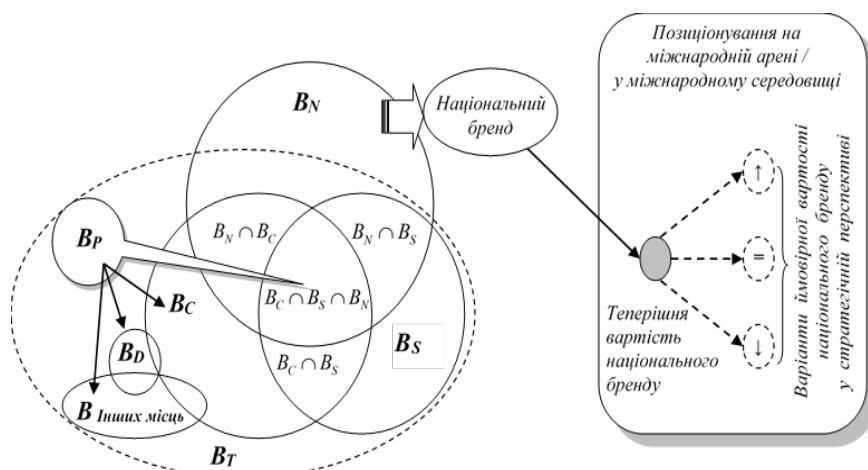 B_N
Національний
бренд
B_P
B_N ∩ B_C
B_N ∩ B_S
B_C ∩ B_S ∩ B_N
B_C
B_S
B_D
B_C ∩ B_S
B Інших місць
B_T
Позиціонування на
міжнародній арені /
у міжнародному середовищі
↑
=
↓
Теперішня
вартість
національного
бренду
Варіанти ймовірної вартості
національного бренду
у стратегічній перспективі